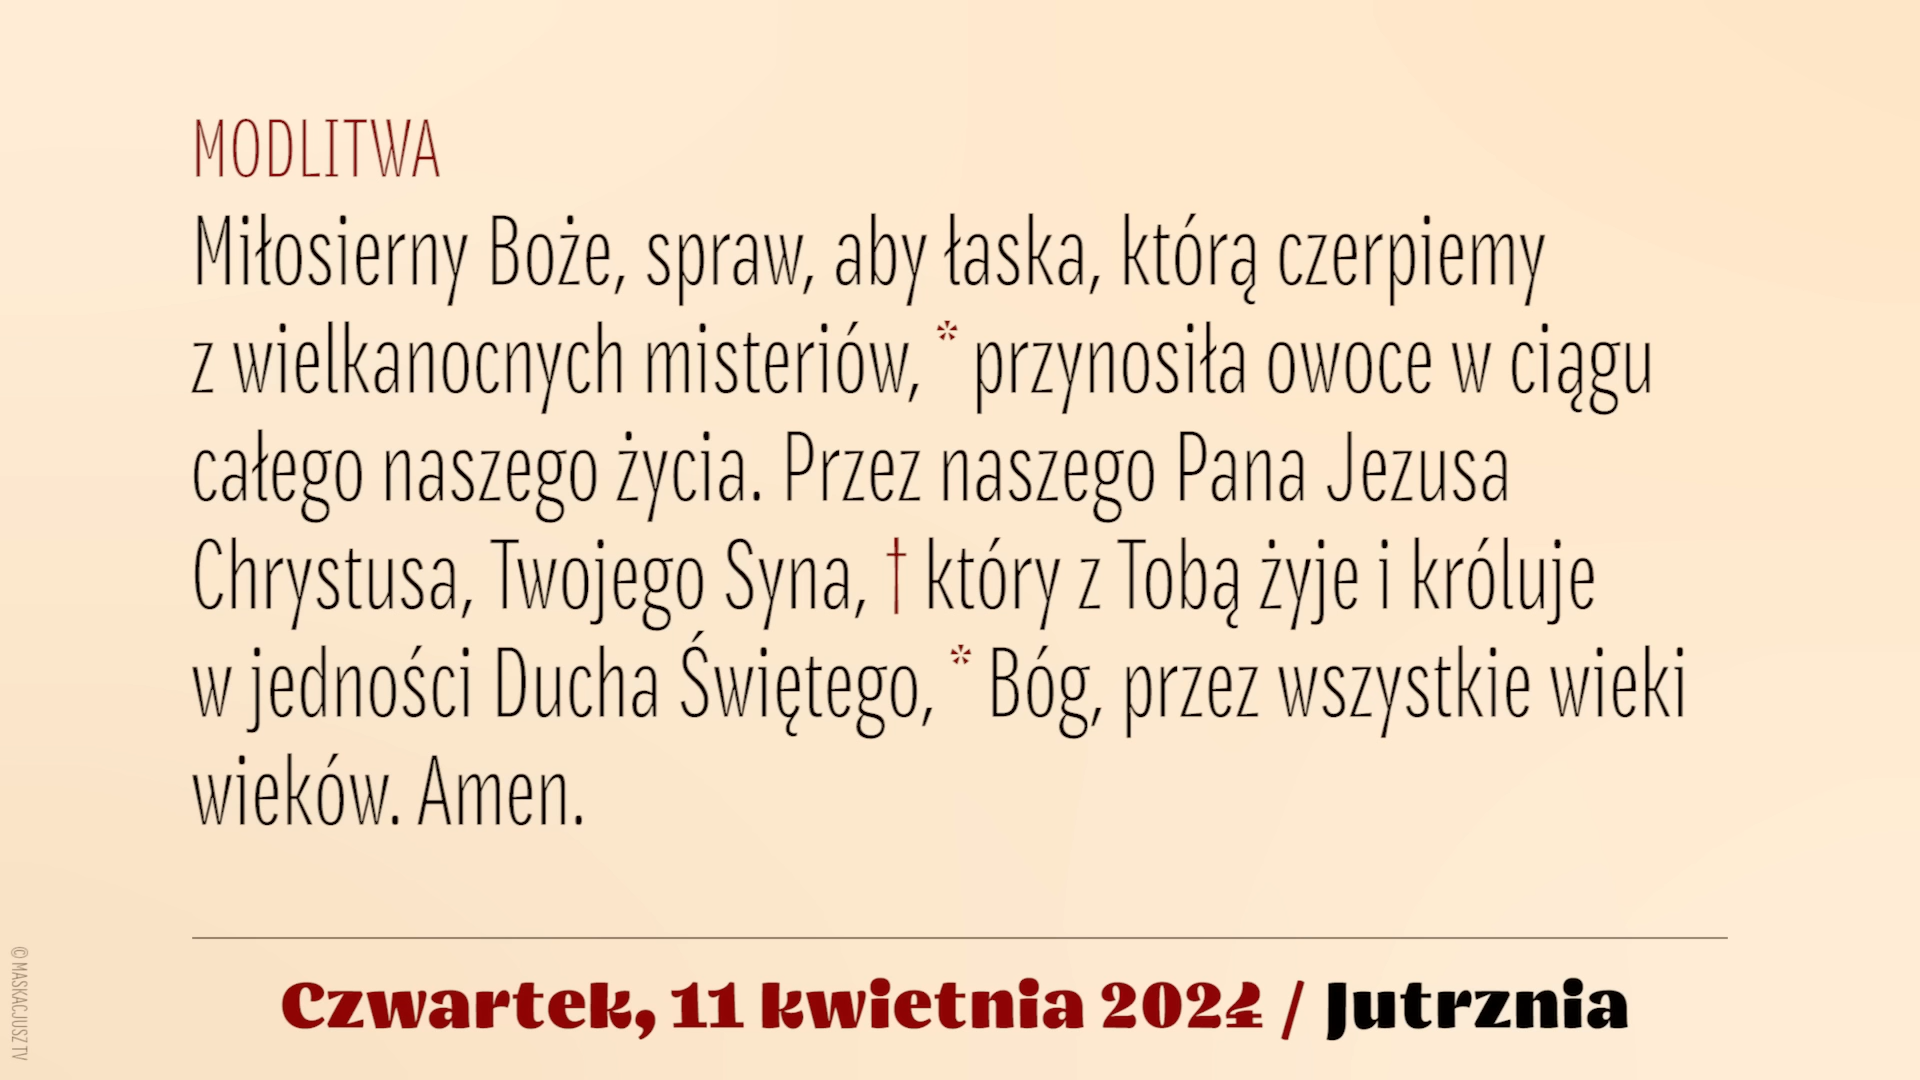 MODLITWA
Miłosierny Boże, spraw, aby łaska, którą czerpiemy
z wielkanocnych misteriów, * przynosiła owoce w ciągu
całego naszego życia. Przez naszego Pana Jezusa
Chrystusa, Twojego Syna, † który z Tobą żyje i króluje
w jedności Ducha Świętego, * Bóg, przez wszystkie wieki
wieków. Amen.
Czwartek, 11 kwietnia 2024 / Jutrznia
© MASKACJUSZ TV